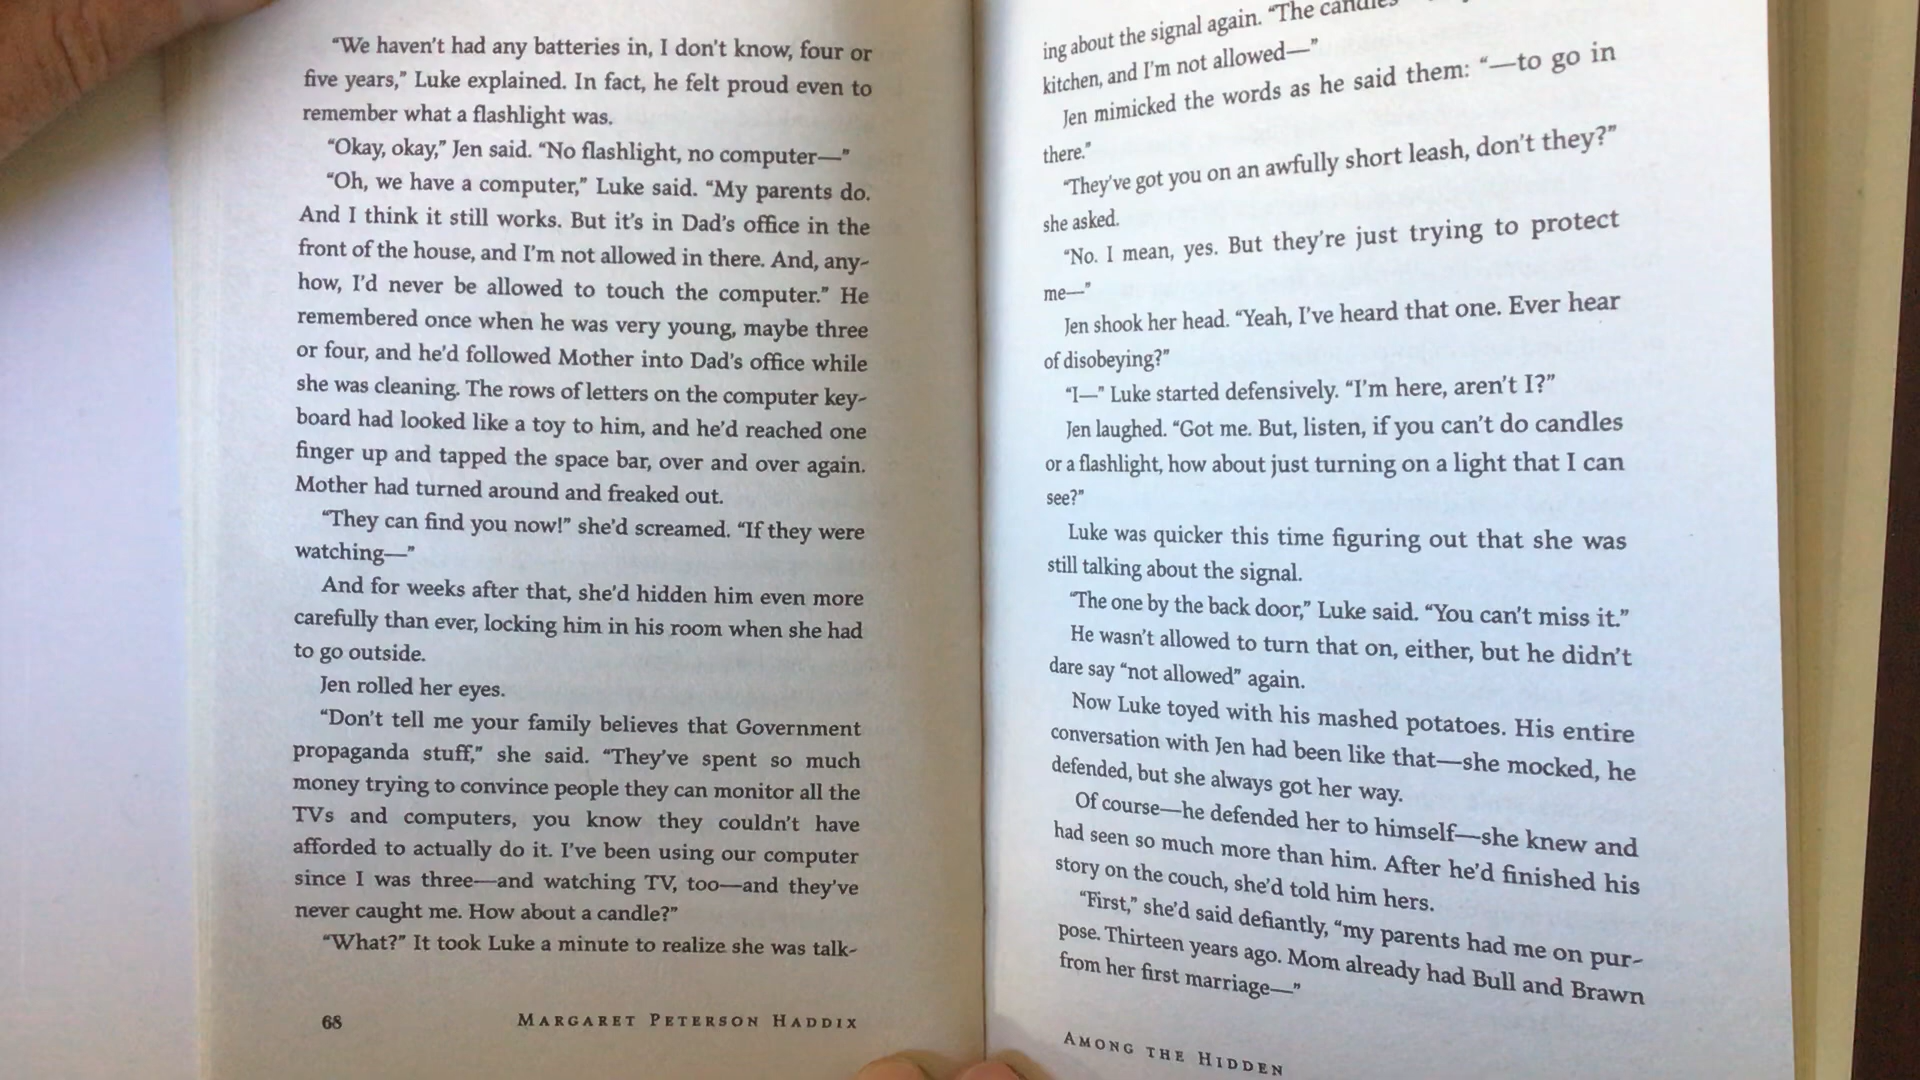 “We haven't had any batteries in, I don't know, four or
five years,” Luke explained. In fact, he felt proud even to
remember what a flashlight was.
“Okay, okay,” Jen said. “No flashlight, no computer—”
“Oh, we have a computer,” Luke said. “My parents do.
And I think it still works. But it's in Dad's office in the
front of the house, and I'm not allowed in there. And, any-
how, I'd never be allowed to touch the computer.” He
remembered once when he was very young, maybe three
or four, and he'd followed Mother into Dad's office while
she was cleaning. The rows of letters on the computer key-
board had looked like a toy to him, and he'd reached one
finger up and tapped the space bar, over and over again.
Mother had turned around and freaked out.
“They can find you now!” she'd screamed. “If they were
watching—”
And for weeks after that, she'd hidden him even more
carefully than ever, locking him in his room when she had
to go outside.
Jen rolled her eyes.
“Don't tell me your family believes that Government
propaganda stuff,” she said. “They've spent so much
money trying to convince people they can monitor all the
TVs and computers, you know they couldn't have
afforded to actually do it. I've been using our computer
since I was three—and watching TV, too—and they've
never caught me. How about a candle?”
“What?” It took Luke a minute to realize she was talk-
68
MARGARET PETERSON HADDIX
ing about the signal again. “The candles
kitchen, and I'm not allowed—”
Jen mimicked the words as he said them: “—to go in
there.”
“They've got you on an awfully short leash, don't they?”
she asked.
“No. I mean, yes. But they're just trying to protect
me—”
Jen shook her head. “Yeah, I've heard that one. Ever hear
of disobeying?”
“I—” Luke started defensively. “I'm here, aren't I?”
Jen laughed. “Got me. But, listen, if you can't do candles
or a flashlight, how about just turning on a light that I can
see?”
Luke was quicker this time figuring out that she was
still talking about the signal.
“The one by the back door,” Luke said. “You can't miss it.”
He wasn't allowed to turn that on, either, but he didn't
dare say “not allowed” again.
Now Luke toyed with his mashed potatoes. His entire
conversation with Jen had been like that—she mocked, he
defended, but she always got her way.
Of course—he defended her to himself—she knew and
had seen so much more than him. After he'd finished his
story on the couch, she'd told him hers.
“First,” she'd said defiantly, “my parents had me on pur-
pose. Thirteen years ago. Mom already had Bull and Brawn
from her first marriage—”
AMONG THE HIDDEN